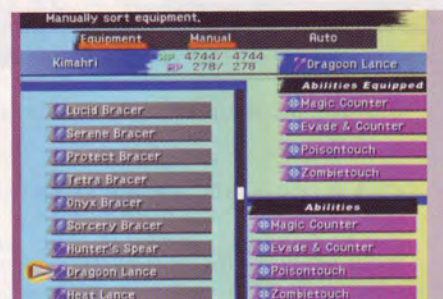 Manually sort equipment.
Equipment Manual Auto
Kimahri
HP 4744/ 4744
MP 278/ 278
Dragoon Lance
Abilities Equipped
Magic Counter
Evade & Counter
Poisontouch
Zombietouch
Lucid Bracer
Serene Bracer
Protect Bracer
Tetra Bracer
Onyx Bracer
Sorcery Bracer
Hunter's Spear
Dragoon Lance
Heat Lance
Abilities
Magic Counter
Evade & Counter
Poisontouch
Zombietouch